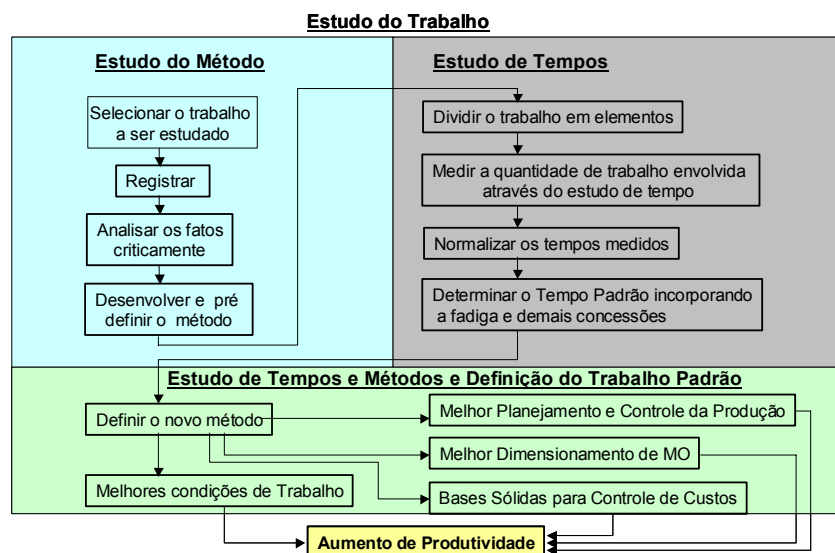 Estudo do Trabalho
Estudo do Método
Selecionar o trabalho
a ser estudado
Registrar
Analisar os fatos
criticamente
Desenvolver e pré
definir o método
Estudo de Tempos
Dividir o trabalho em elementos
Medir a quantidade de trabalho envolvida
através do estudo de tempo
Normalizar os tempos medidos
Determinar o Tempo Padrão incorporando
a fadiga e demais concessões
Estudo de Tempos e Métodos e Definição do Trabalho Padrão
Definir o novo método
Melhor Planejamento e Controle da Produção
Melhor Dimensionamento de MO
Melhores condições de Trabalho
Bases Sólidas para Controle de Custos
Aumento de Produtividade